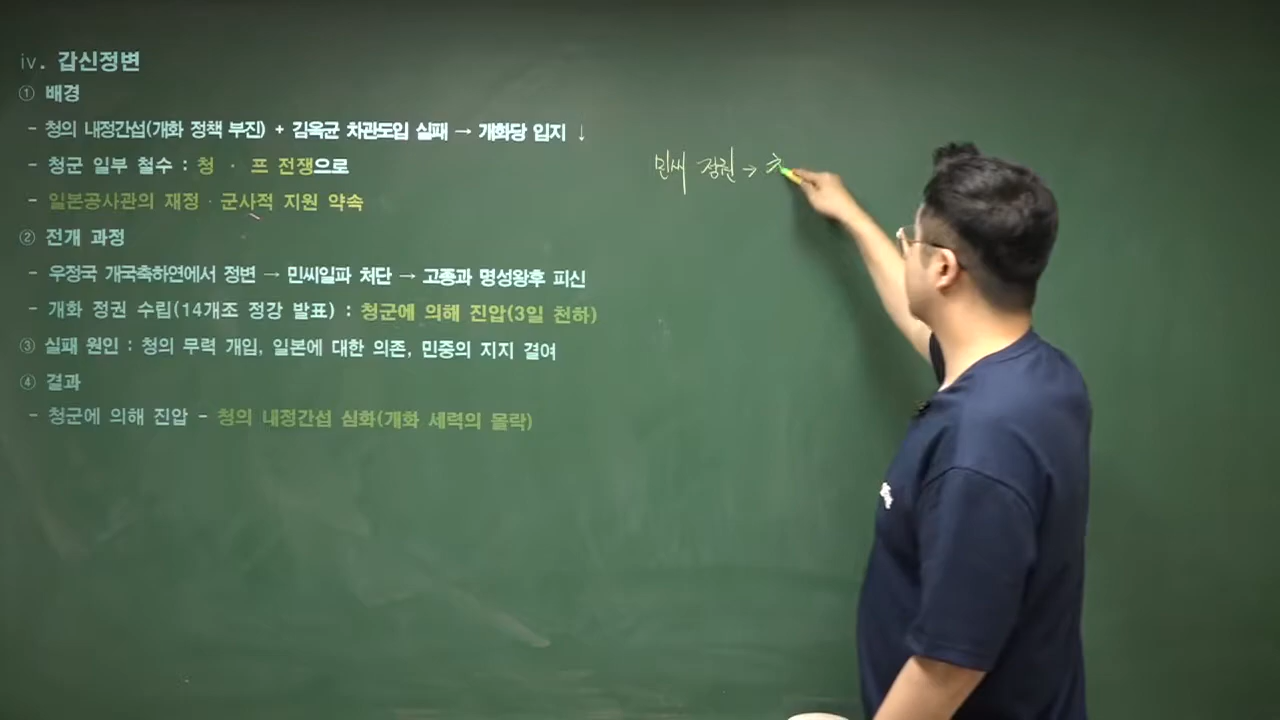 iv. 갑신정변
① 배경
- 청의 내정간섭(개화 정책 부진) + 김옥균 차관도입 실패 → 개화당 입지 ↓
- 청군 일부 철수 : 청 · 프 전쟁으로
- 일본공사관의 재정 · 군사적 지원 약속
② 전개 과정
- 우정국 개국축하연에서 정변 → 민씨일파 처단 → 고종과 명성왕후 피신
- 개화 정권 수립(14개조 정강 발표) : 청군에 의해 진압(3일 천하)
③ 실패 원인 : 청의 무력 개입, 일본에 대한 의존, 민중의 지지 결여
④ 결과
- 청군에 의해 진압 - 청의 내정간섭 심화(개화 세력의 몰락)
민씨 정권 →